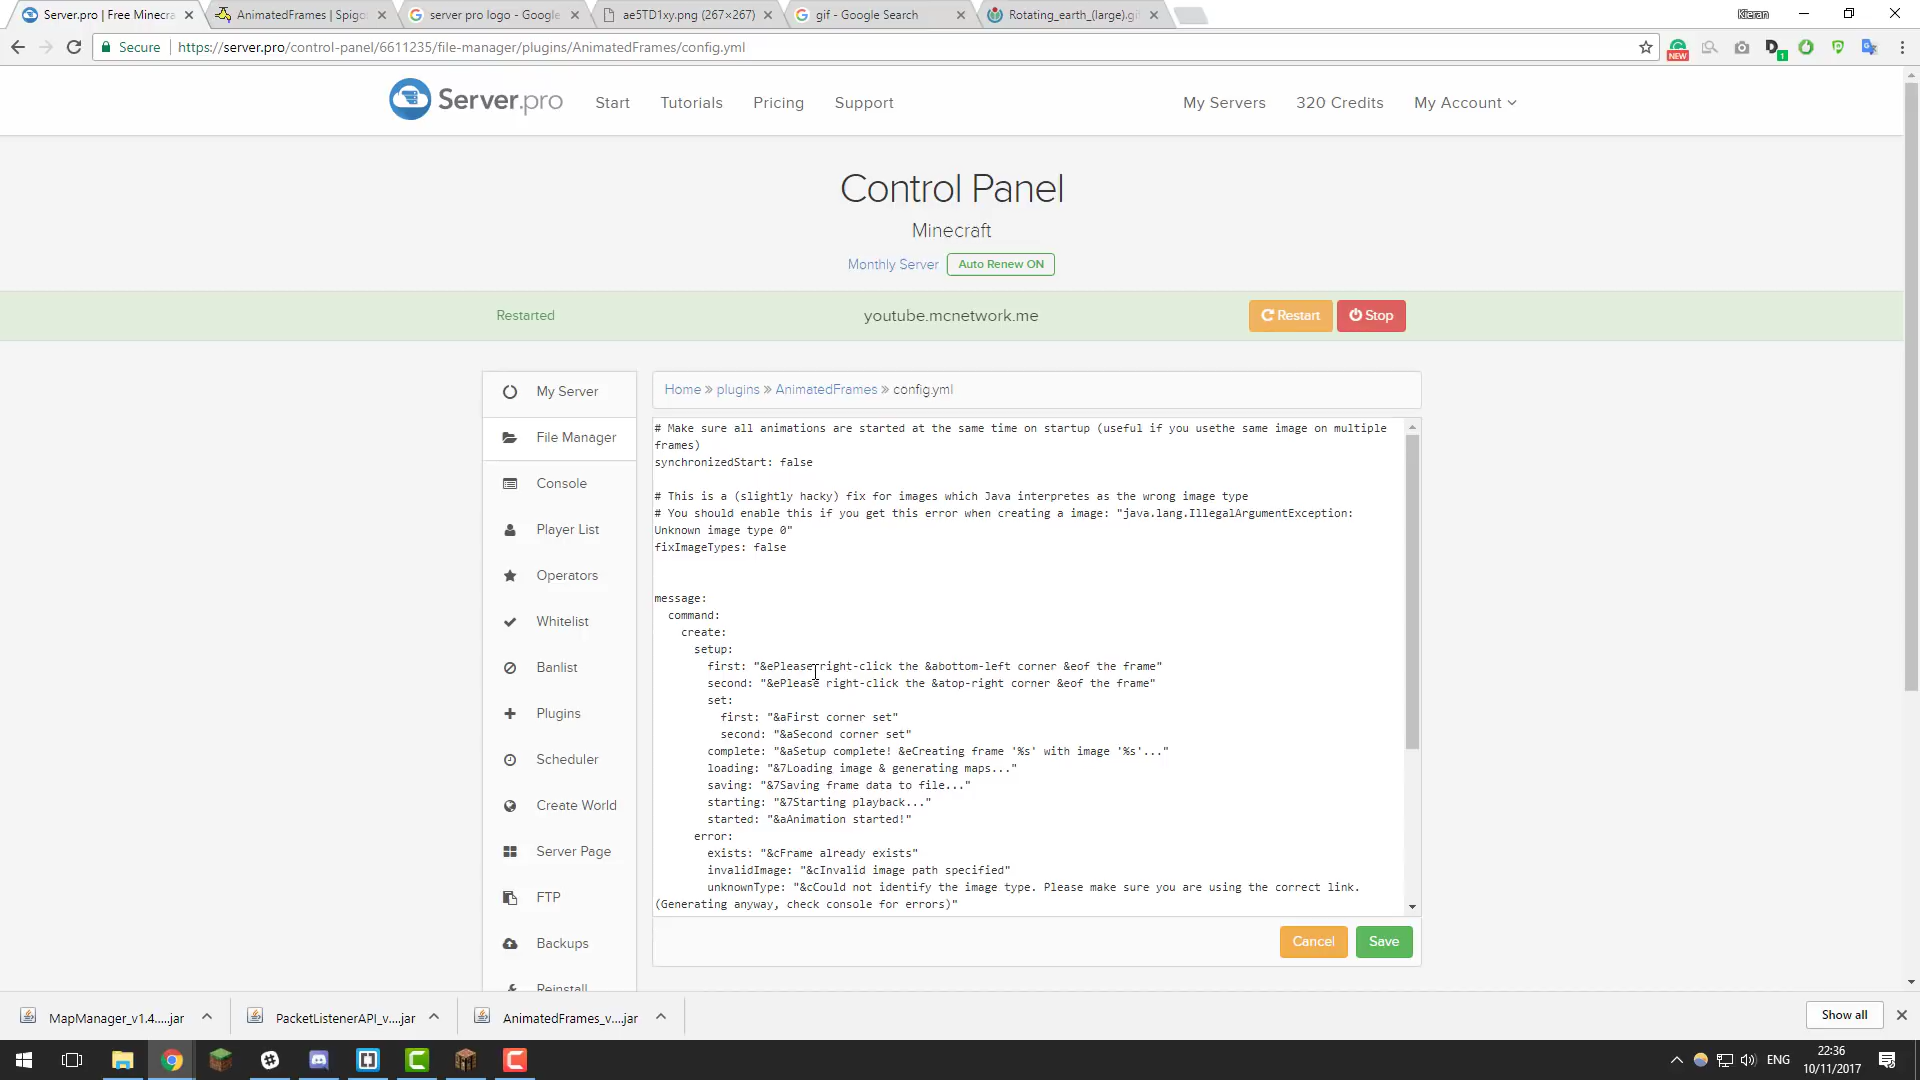 Server.pro | Free Minecra
AnimatedFrames | Spigo
server pro logo - Google
ae5TD1xy.png (267×267)
gif - Google Search
Rotating_earth_(large).gi
Kieran
Secure
https://server.pro/control-panel/6611235/file-manager/plugins/AnimatedFrames/config.yml
NEW
1
Server.pro
Start
Tutorials
Pricing
Support
My Servers
320 Credits
My Account
Control Panel
Minecraft
Monthly Server
Auto Renew ON
Restarted
youtube.mcnetwork.me
Restart
Stop
My Server
File Manager
Console
Player List
Operators
Whitelist
Banlist
Plugins
Scheduler
Create World
Server Page
FTP
Backups
Reinstall
Home » plugins » AnimatedFrames » config.yml
# Make sure all animations are started at the same time on startup (useful if you usethe same image on multiple
frames)
synchronizedStart: false
# This is a (slightly hacky) fix for images which Java interpretes as the wrong image type
# You should enable this if you get this error when creating a image: "java.lang.IllegalArgumentException:
Unknown image type 0"
fixImageTypes: false
message:
command:
create:
setup:
first: "&ePlease right-click the &abottom-left corner &eof the frame"
second: "&ePlease right-click the &atop-right corner &eof the frame"
set:
first: "&aFirst corner set"
second: "&aSecond corner set"
complete: "&aSetup complete! &eCreating frame '%s' with image '%s'..."
loading: "&7Loading image & generating maps..."
saving: "&7Saving frame data to file..."
starting: "&7Starting playback..."
started: "&aAnimation started!"
error:
exists: "&cFrame already exists"
invalidImage: "&cInvalid image path specified"
unknownType: "&cCould not identify the image type. Please make sure you are using the correct link.
(Generating anyway, check console for errors)"
Cancel
Save
MapManager_v1.4.....jar
PacketListenerAPI_v....jar
AnimatedFrames_v....jar
Show all
ENG
22:36
10/11/2017